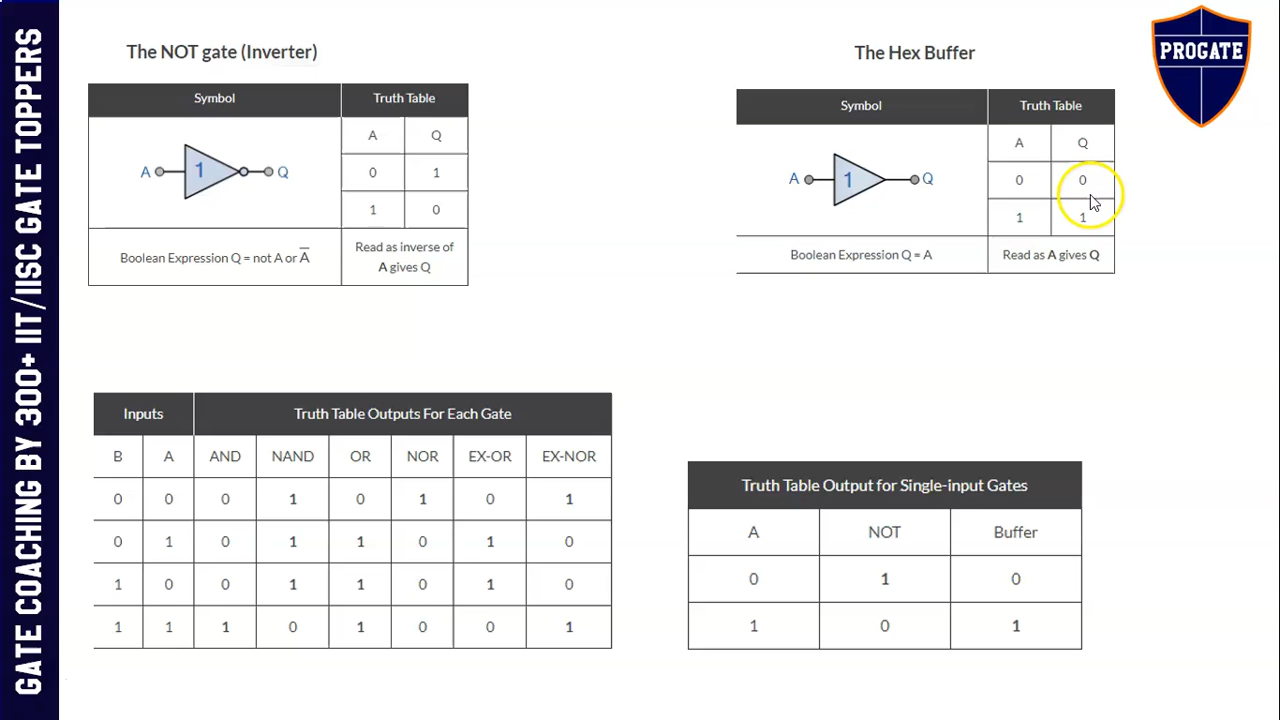 GATE COACHING BY 300+ IIT/IISC GATE TOPPERS
The NOT gate (Inverter)
Symbol Truth Table
A Q
A 1 Q
0 1
1 0
Boolean Expression Q = not A or A̅
Read as inverse of
A gives Q
The Hex Buffer
Symbol Truth Table
A Q
A 1 Q
0 0
1 1
Boolean Expression Q = A
Read as A gives Q
PROGATE
Inputs Truth Table Outputs For Each Gate
B A AND NAND OR NOR EX-OR EX-NOR
0 0 0 1 0 1 0 1
0 1 0 1 1 0 1 0
1 0 0 1 1 0 1 0
1 1 1 0 1 0 0 1
Truth Table Output for Single-input Gates
A NOT Buffer
0 1 0
1 0 1